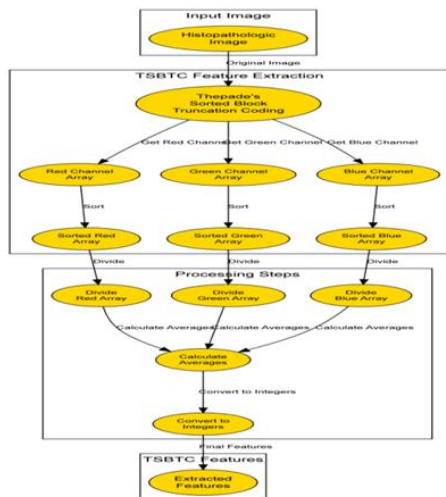 Input Image
Histopathologic
Image
Original Image
TSBTC Feature Extraction
Thepade's
Sorted Block
Truncation Coding
Get Red Channel Get Green Channel Get Blue Channel
Red Channel
Array
Green Channel
Array
Blue Channel
Array
Sort Sort Sort
Sorted Red
Array
Sorted Green
Array
Sorted Blue
Array
Divide Divide Divide
Processing Steps
Divide
Red Array
Divide
Green Array
Divide
Blue Array
Calculate Averages Calculate Averages Calculate Averages
Calculate
Averages
Convert to Integers
Convert to
Integers
Final Features
TSBTC Features
Extracted
Features